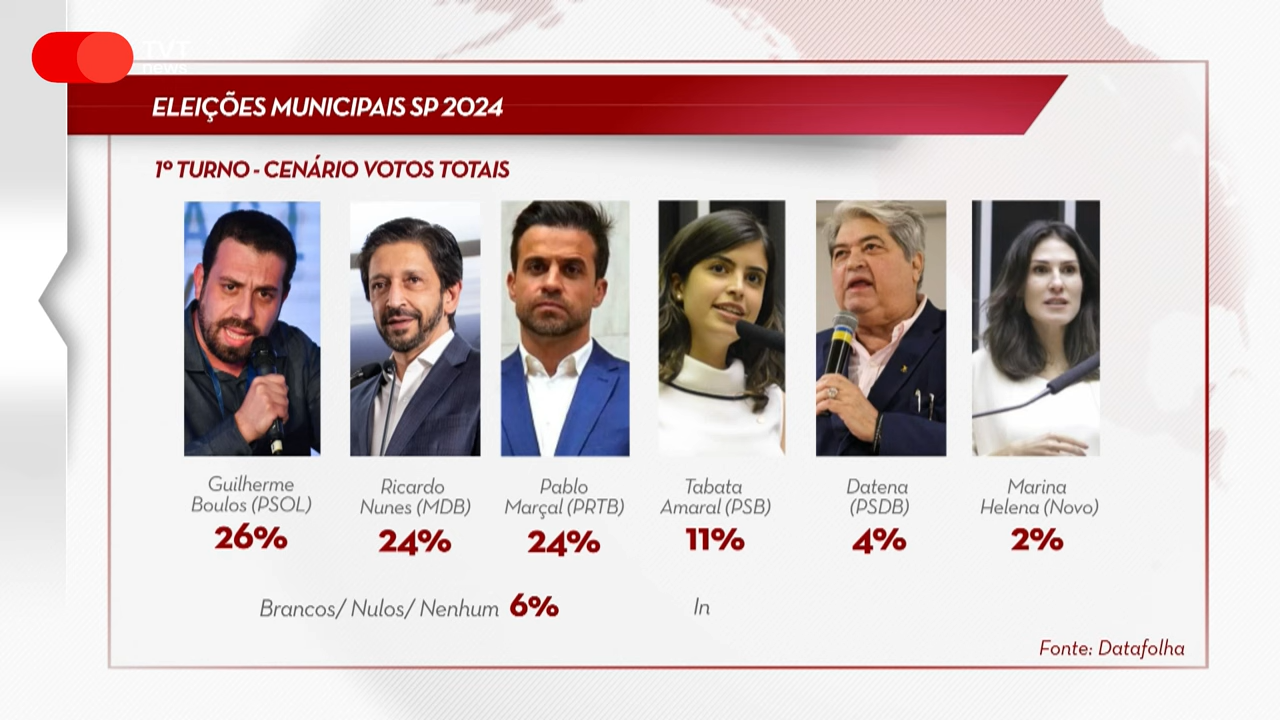 TVT
news
ELEIÇÕES MUNICIPAIS SP 2024
1º TURNO - CENÁRIO VOTOS TOTAIS
Guilherme
Boulos (PSOL)
26%
Ricardo
Nunes (MDB)
24%
Pablo
Marçal (PRTB)
24%
Tabata
Amaral (PSB)
11%
Datena
(PSDB)
4%
Marina
Helena (Novo)
2%
Brancos/ Nulos/ Nenhum 6%
In
Fonte: Datafolha